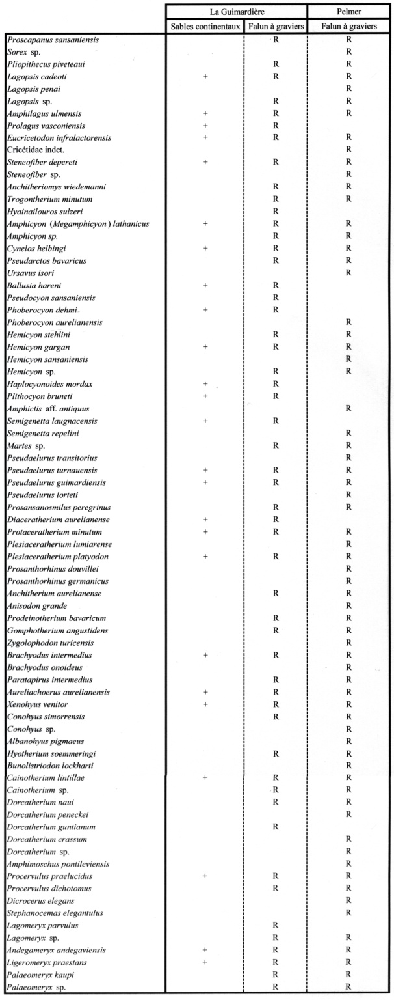 La Guimardière Pelmer
Sables continentaux Falun à graviers Falun à graviers
Proscapanus sansaniensis R R
Sorex sp. R
Pliopithecus piveteaui R R
Lagopsis cadeoti + R R
Lagopsis penai R
Lagopsis sp. R R
Amphilagus ulmensis + R R
Prolagus vasconiensis + R
Eucricetodon infralactorensis + R R
Cricétidae indet. R
Steneofiber depereti + R R
Steneofiber sp. R
Anchitheriomys wiedemanni R R
Trogontherium minutum R R
Hyainailouros sulzeri R
Amphicyon (Megamphicyon) lathanicus + R R
Amphicyon sp. R R
Cynelos helbingi + R R
Pseudarctos bavaricus R R
Ursavus isori R
Ballusia hareni + R
Pseudocyon sansaniensis R
Phoberocyon dehmi + R
Phoberocyon aurelianensis R
Hemicyon stehlini R R
Hemicyon gargan + R R
Hemicyon sansaniensis R
Hemicyon sp. R R
Haplocyonoides mordax + R
Plithocyon bruneti + R
Amphictis aff. antiquus R
Semigenetta laugnacensis + R
Semigenetta repelini R
Martes sp. R R
Pseudaelurus transitorius R
Pseudaelurus turnauensis + R R
Pseudaelurus guimardiensis + R R
Pseudaelurus lorteti R
Prosansanosmilus peregrinus R R
Diaceratherium aurelianense + R
Protaceratherium minutum + R R
Plesiaceratherium lumiarense R
Plesiaceratherium platyodon + R R
Prosanthorhinus douvillei R
Prosanthorhinus germanicus R
Anchitherium aurelianense R R
Anisodon grande R
Prodeinotherium bavaricum R R
Gomphotherium angustidens R R
Zygolophodon turicensis R
Brachyodus intermedius + R R
Brachyodus onoideus R
Paratapirus intermedius R R
Aureliachoerus aurelianensis + R R
Xenohyus venitor + R R
Conohyus simorrensis R R
Conohyus sp. R
Albanohyus pigmaeus R
Hyotherium soemmeringi R R
Bunolistriodon lockharti R
Cainotherium lintillae + R R
Cainotherium sp. R R
Dorcatherium naui R R
Dorcatherium peneckei R
Dorcatherium guntianum R
Dorcatherium crassum R
Dorcatherium sp. R
Amphimoschus pontileviensis R
Procervulus praelucidus + R R
Procervulus dichotomus R R
Dicrocerus elegans R
Stephanocemas elegantulus R
Lagomeryx parvulus R
Lagomeryx sp. R R
Andegameryx andegaviensis + R R
Ligeromeryx praestans + R R
Palaeomeryx kaupi R R
Palaeomeryx sp. R R